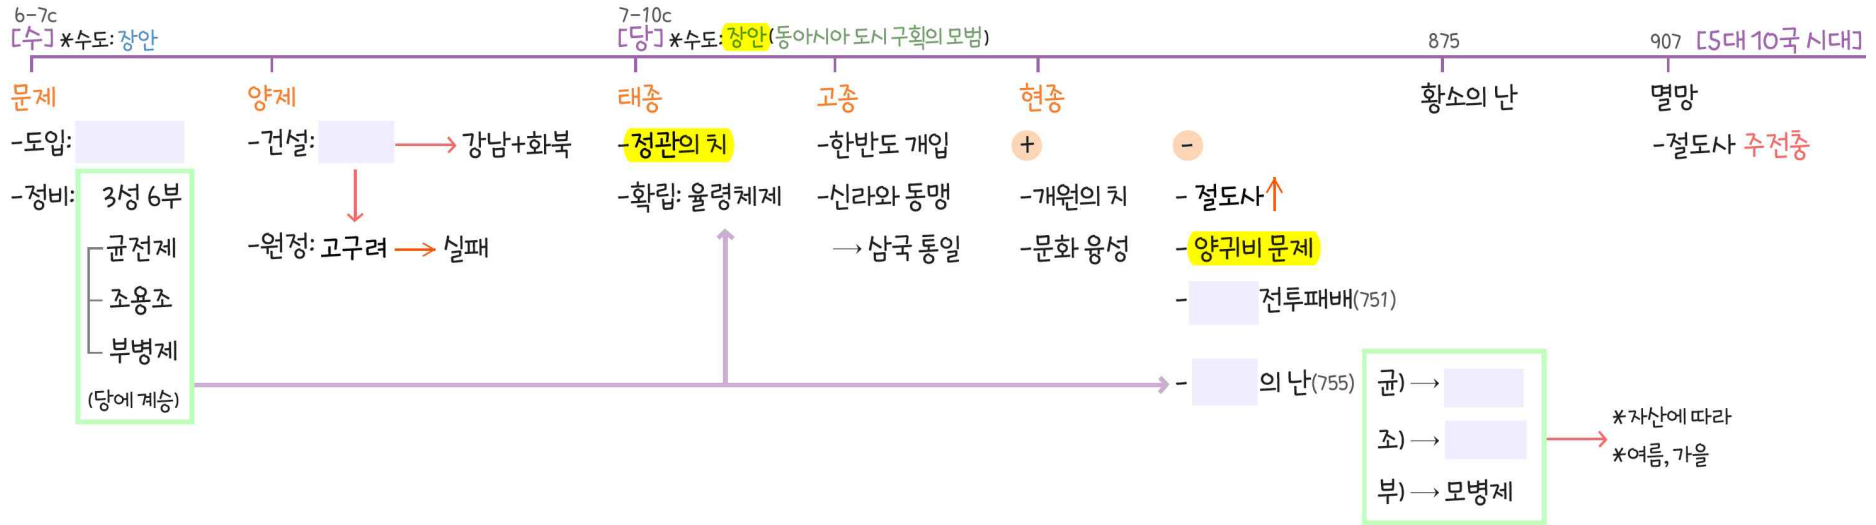 6-7c
[수] *수도: 장안
문제
-도입:
-정비: 3성 6부
균전제
조용조
부병제
(당에 계승)
양제
-건설: → 강남+화북
-원정: 고구려 → 실패
7-10c
[당] *수도: 장안(동아시아 도시 구획의 모범)
태종
-정관의 치
-확립: 율령체제
고종
-한반도 개입
-신라와 동맹
→ 삼국 통일
현종
+
-개원의 치
-문화 융성
-
- 절도사↑
- 양귀비 문제
- 전투패배(751)
- 의 난(755)
균) →
조) →
부) → 모병제
*자산에 따라
*여름, 가을
875
황소의 난
907 [5대 10국 시대]
멸망
-절도사 주전충